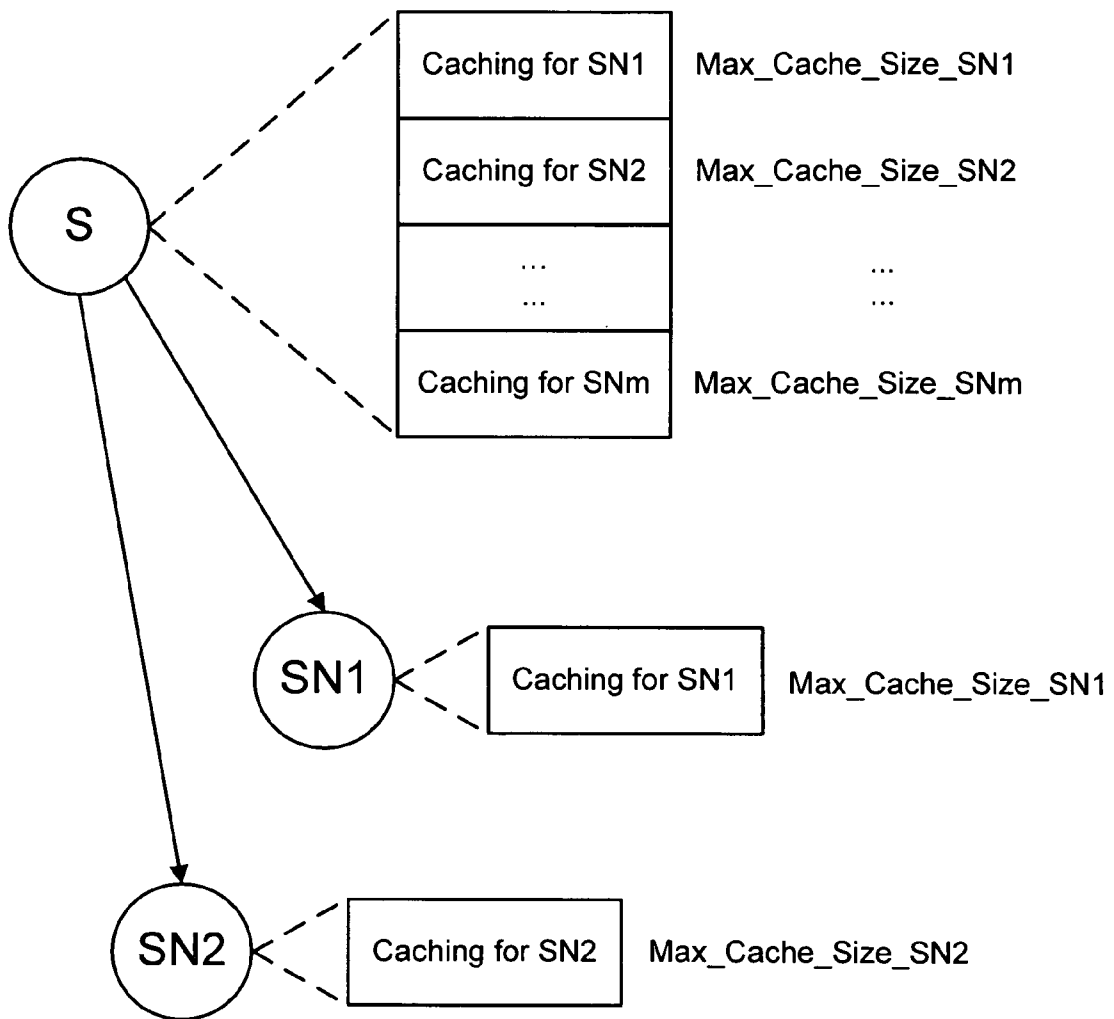 Caching for SN1 Max_Cache_Size_SN1
Caching for SN2 Max_Cache_Size_SN2
S
... ...
... ...
Caching for SNm Max_Cache_Size_SNm
SN1
Caching for SN1 Max_Cache_Size_SN1
SN2
Caching for SN2 Max_Cache_Size_SN2